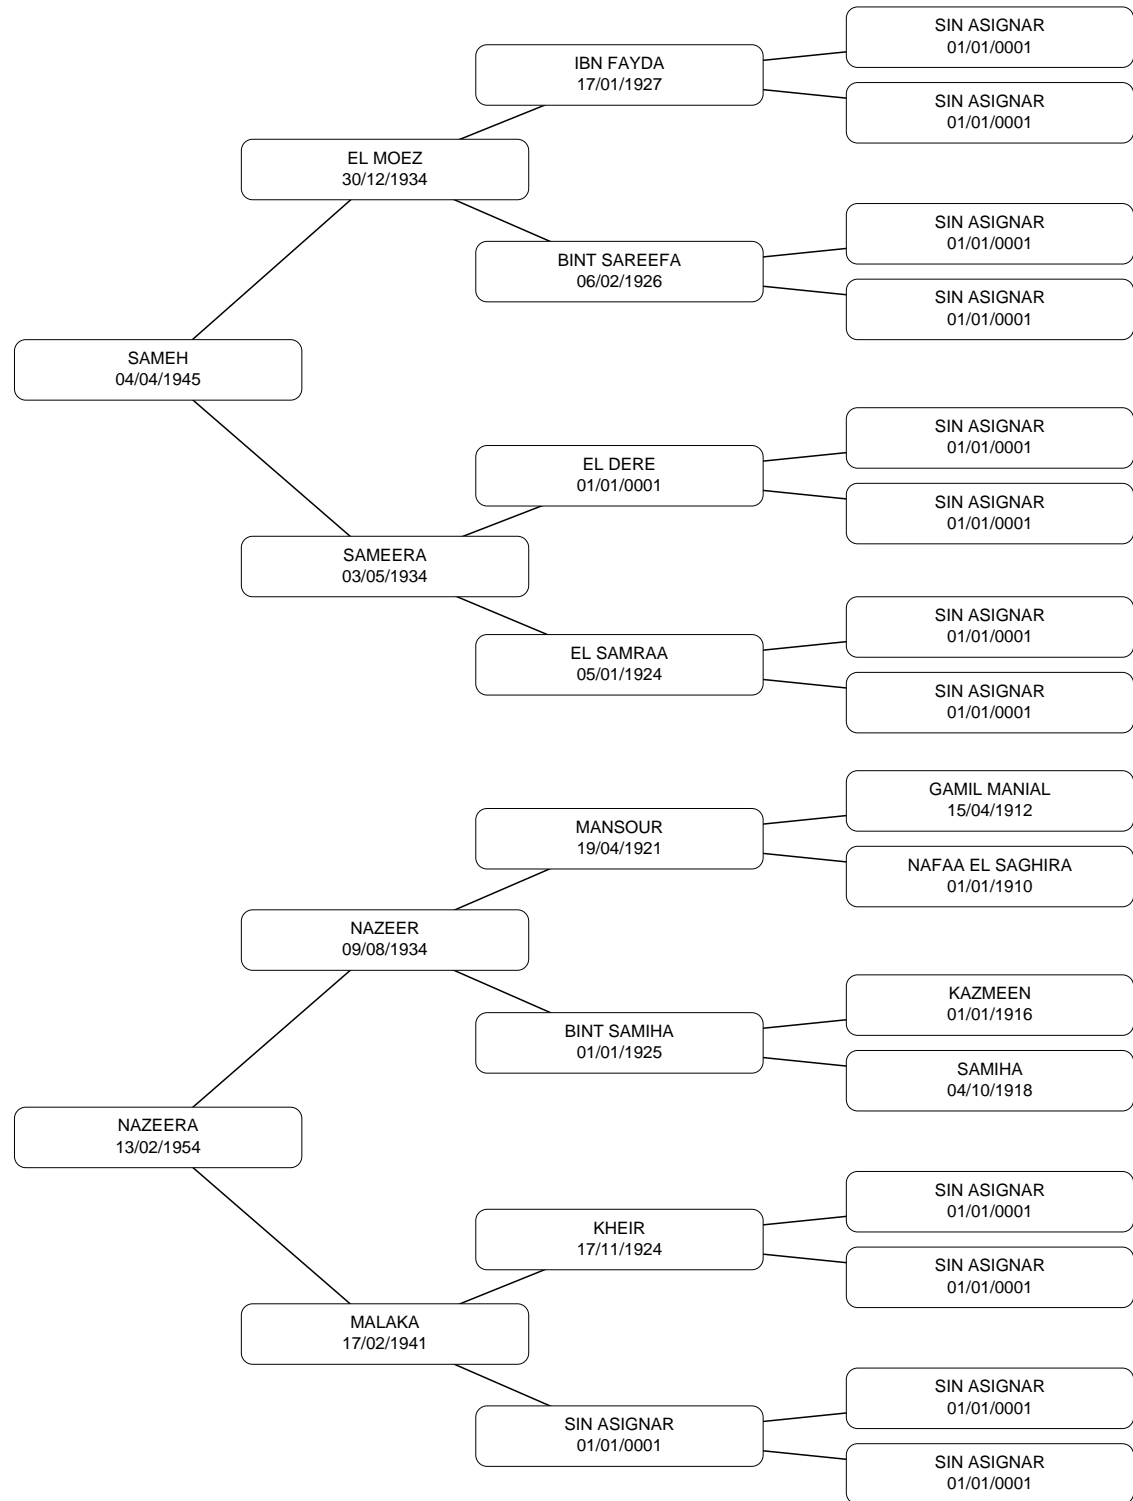 SIN ASIGNAR
01/01/0001
IBN FAYDA
17/01/1927
SIN ASIGNAR
01/01/0001
EL MOEZ
30/12/1934
SIN ASIGNAR
01/01/0001
BINT SAREEFA
06/02/1926
SIN ASIGNAR
01/01/0001
SAMEH
04/04/1945
SIN ASIGNAR
01/01/0001
EL DERE
01/01/0001
SIN ASIGNAR
01/01/0001
SAMEERA
03/05/1934
SIN ASIGNAR
01/01/0001
EL SAMRAA
05/01/1924
SIN ASIGNAR
01/01/0001
GAMIL MANIAL
15/04/1912
MANSOUR
19/04/1921
NAFAA EL SAGHIRA
01/01/1910
NAZEER
09/08/1934
KAZMEEN
01/01/1916
BINT SAMIHA
01/01/1925
SAMIHA
04/10/1918
NAZEERA
13/02/1954
SIN ASIGNAR
01/01/0001
KHEIR
17/11/1924
SIN ASIGNAR
01/01/0001
MALAKA
17/02/1941
SIN ASIGNAR
01/01/0001
SIN ASIGNAR
01/01/0001
SIN ASIGNAR
01/01/0001